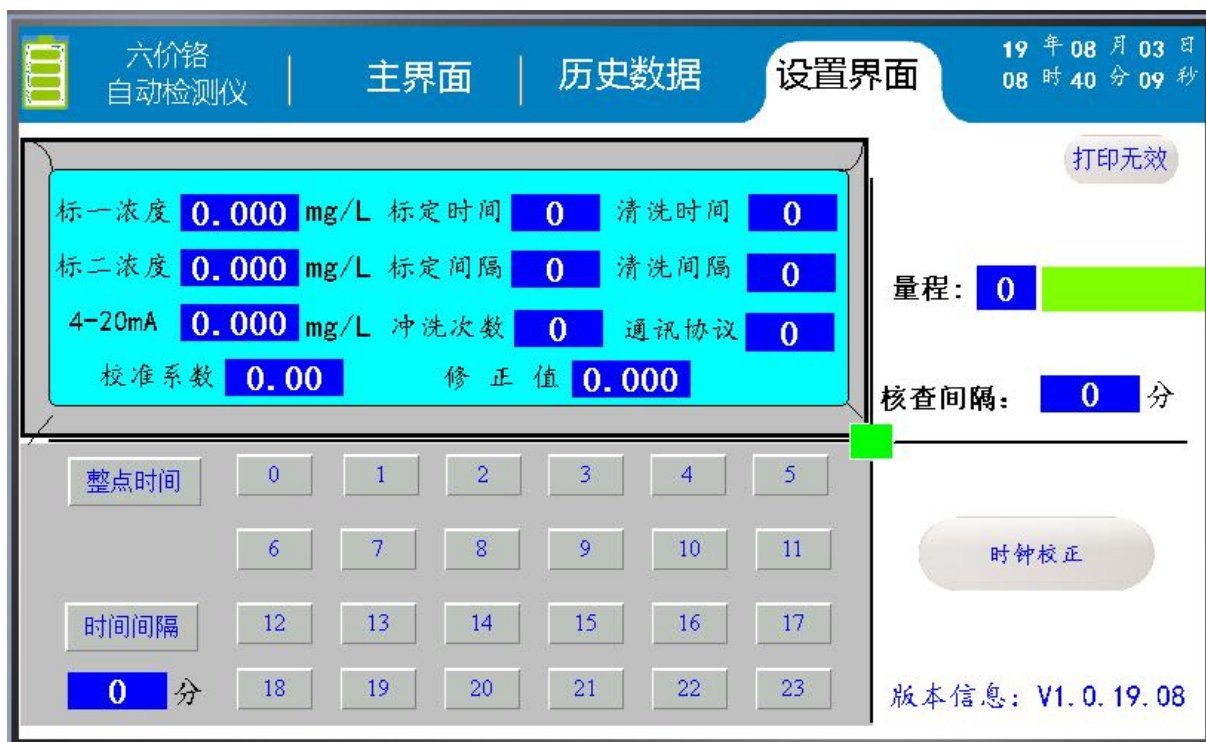 六价铬
自动检测仪
主界面
历史数据
设置界面
19 年 08 月 03 日
08 时 40 分 09 秒
打印无效
标一浓度 0.000 mg/L 标定时间 0 清洗时间 0
标二浓度 0.000 mg/L 标定间隔 0 清洗间隔 0
4-20mA 0.000 mg/L 冲洗次数 0 通讯协议 0
校准系数 0.00 修正值 0.000
量程: 0
核查间隔: 0 分
整点时间 0 1 2 3 4 5
6 7 8 9 10 11
时间间隔 12 13 14 15 16 17
0 分 18 19 20 21 22 23
时钟校正
版本信息: V1.0.19.08